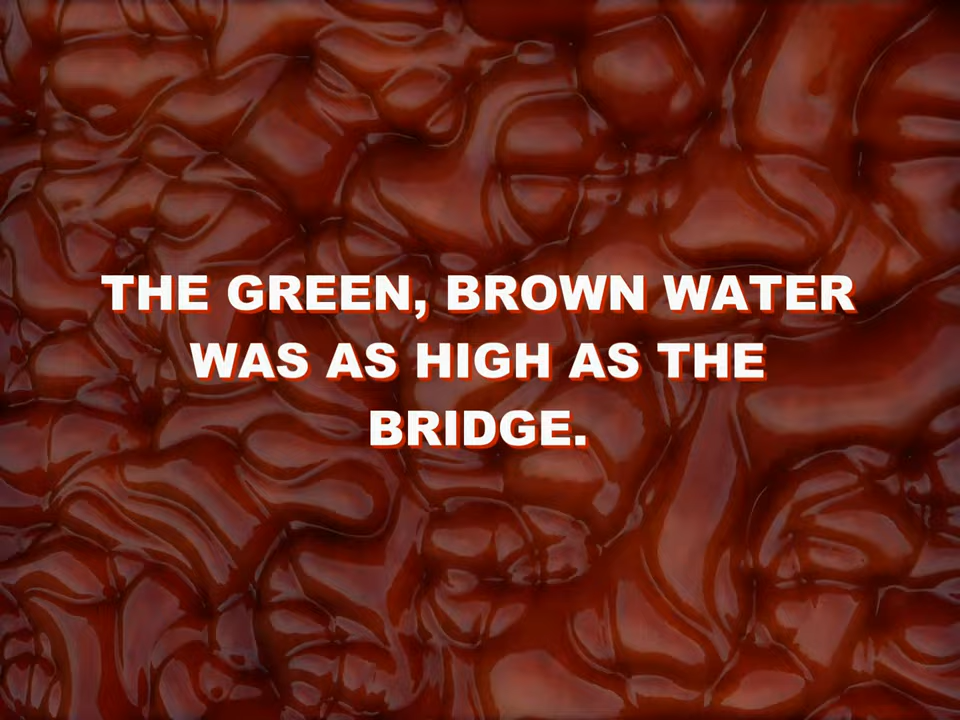 THE GREEN, BROWN WATER
WAS AS HIGH AS THE
BRIDGE.